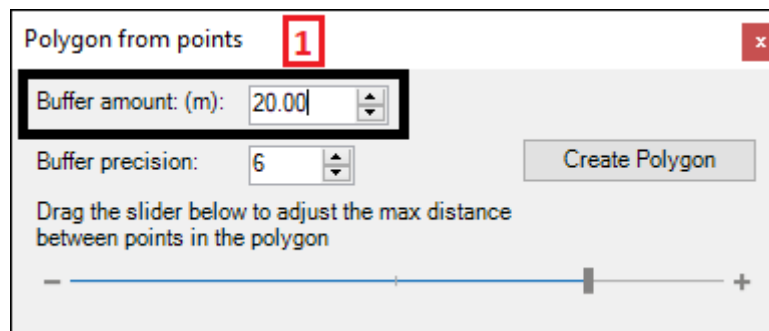 Polygon from points 1 x
Buffer amount: (m): 20.00
Buffer precision: 6 Create Polygon
Drag the slider below to adjust the max distance
between points in the polygon
− +